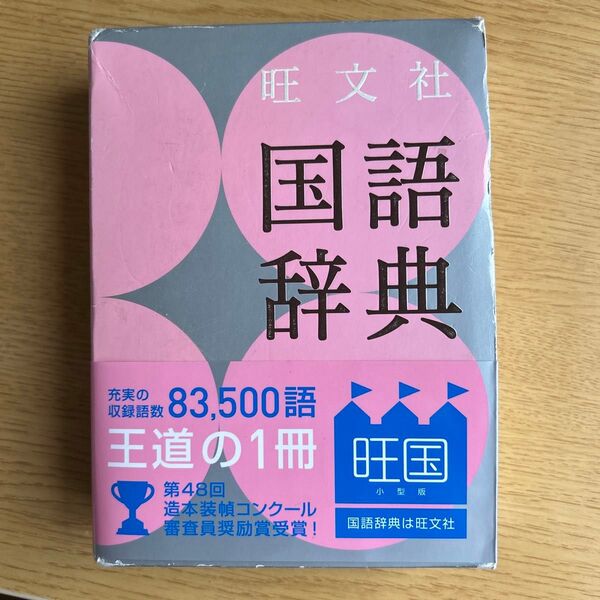 旺文社
国語
辞典
充実の
収録語数 83,500語
王道の1冊
第48回
造本装幀コンクール
審査員奨励賞受賞！
旺国
小型版
国語辞典は旺文社